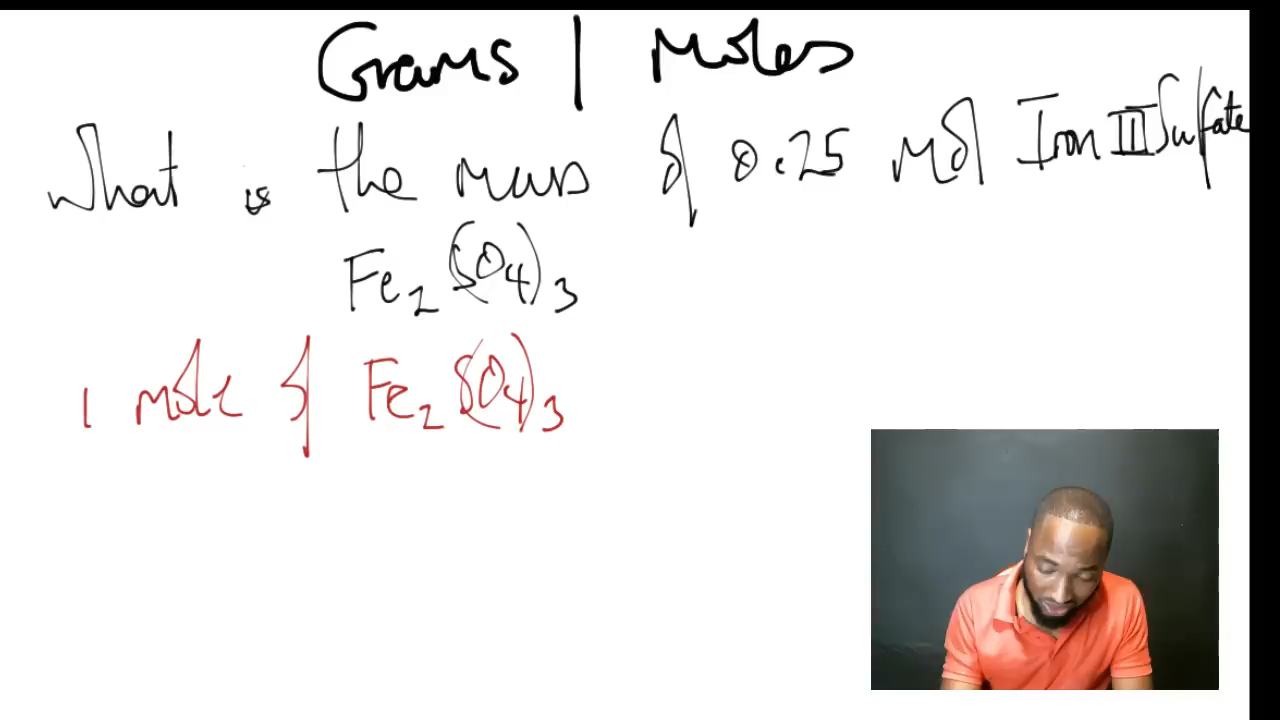 Grams | Moles
What is the mass of 0.25 mol Iron III Sulfate
Fe₂(SO₄)₃
1 mole of Fe₂(SO₄)₃